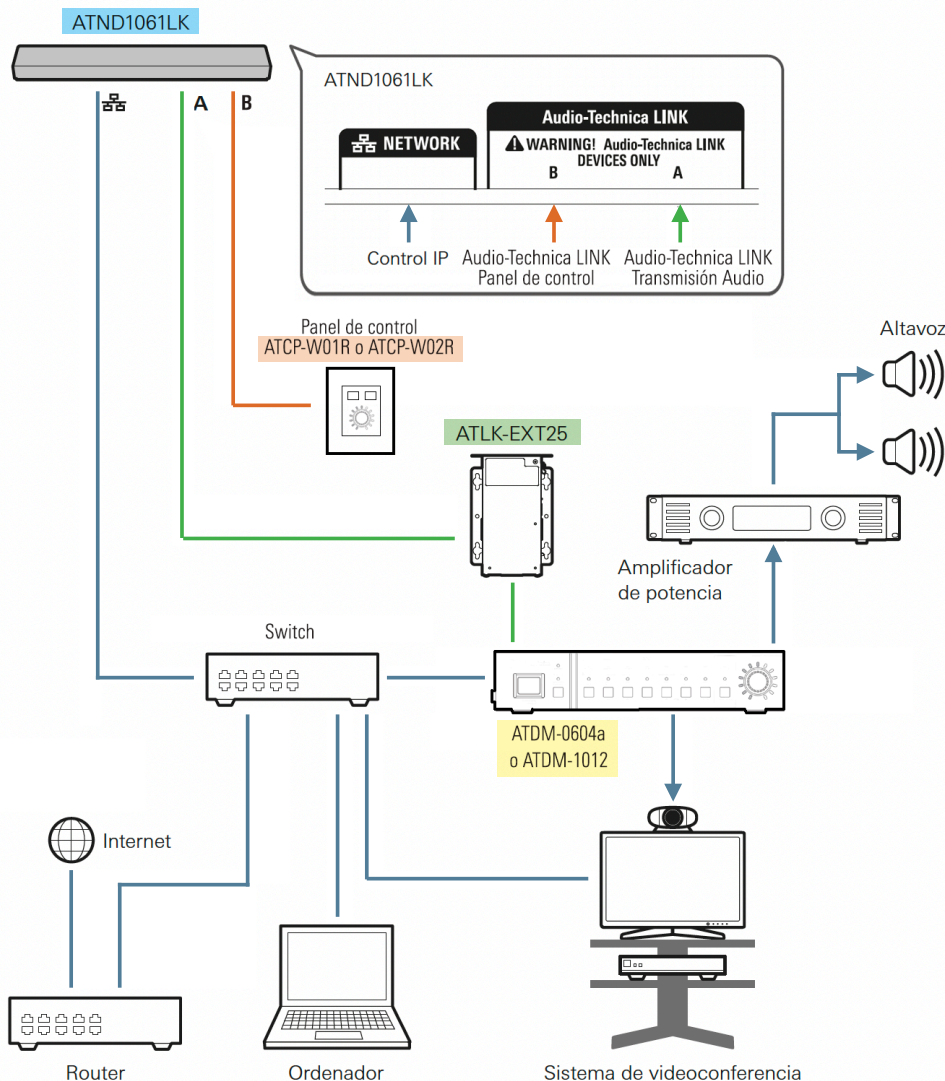 ATND1061LK
A
B
ATND1061LK
NETWORK
Audio-Technica LINK
WARNING! Audio-Technica LINK
DEVICES ONLY
B
A
Control IP
Audio-Technica LINK
Panel de control
Audio-Technica LINK
Transmisión Audio
Panel de control
ATCP-W01R o ATCP-W02R
Altavoz
ATLK-EXT25
Amplificador
de potencia
Switch
ATDM-0604a
o ATDM-1012
Internet
Router
Ordenador
Sistema de videoconferencia